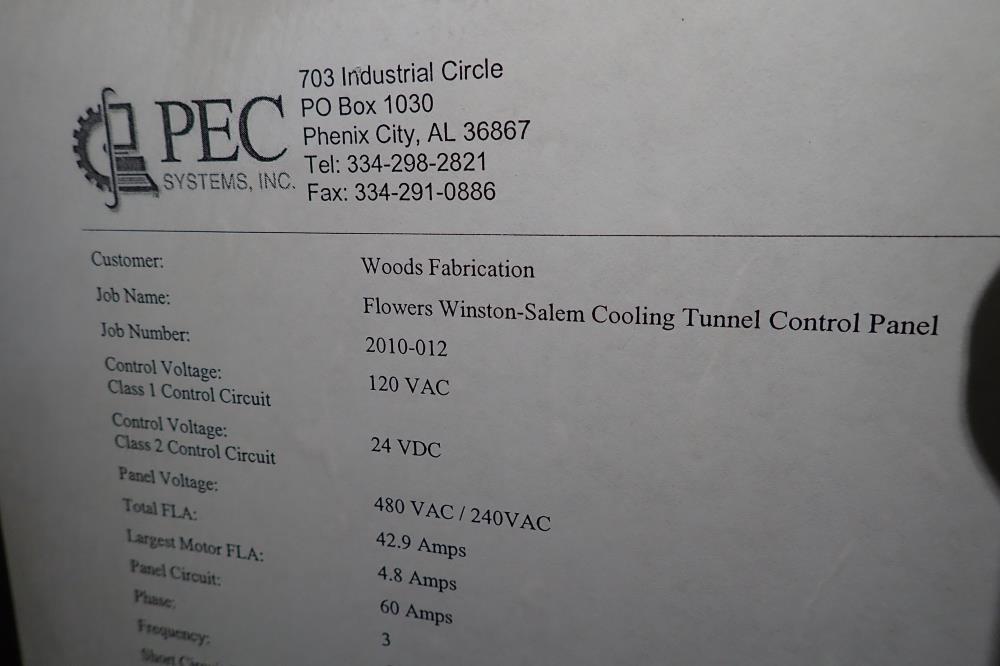 PEC
SYSTEMS, INC.
703 Industrial Circle
PO Box 1030
Phenix City, AL 36867
Tel: 334-298-2821
Fax: 334-291-0886
Customer: Woods Fabrication
Job Name: Flowers Winston-Salem Cooling Tunnel Control Panel
Job Number: 2010-012
Control Voltage: 120 VAC
Class 1 Control Circuit
Control Voltage:
Class 2 Control Circuit 24 VDC
Panel Voltage: 480 VAC / 240VAC
Total FLA: 42.9 Amps
Largest Motor FLA: 4.8 Amps
Panel Circuit: 60 Amps
Phase: 3
Frequency:
Short